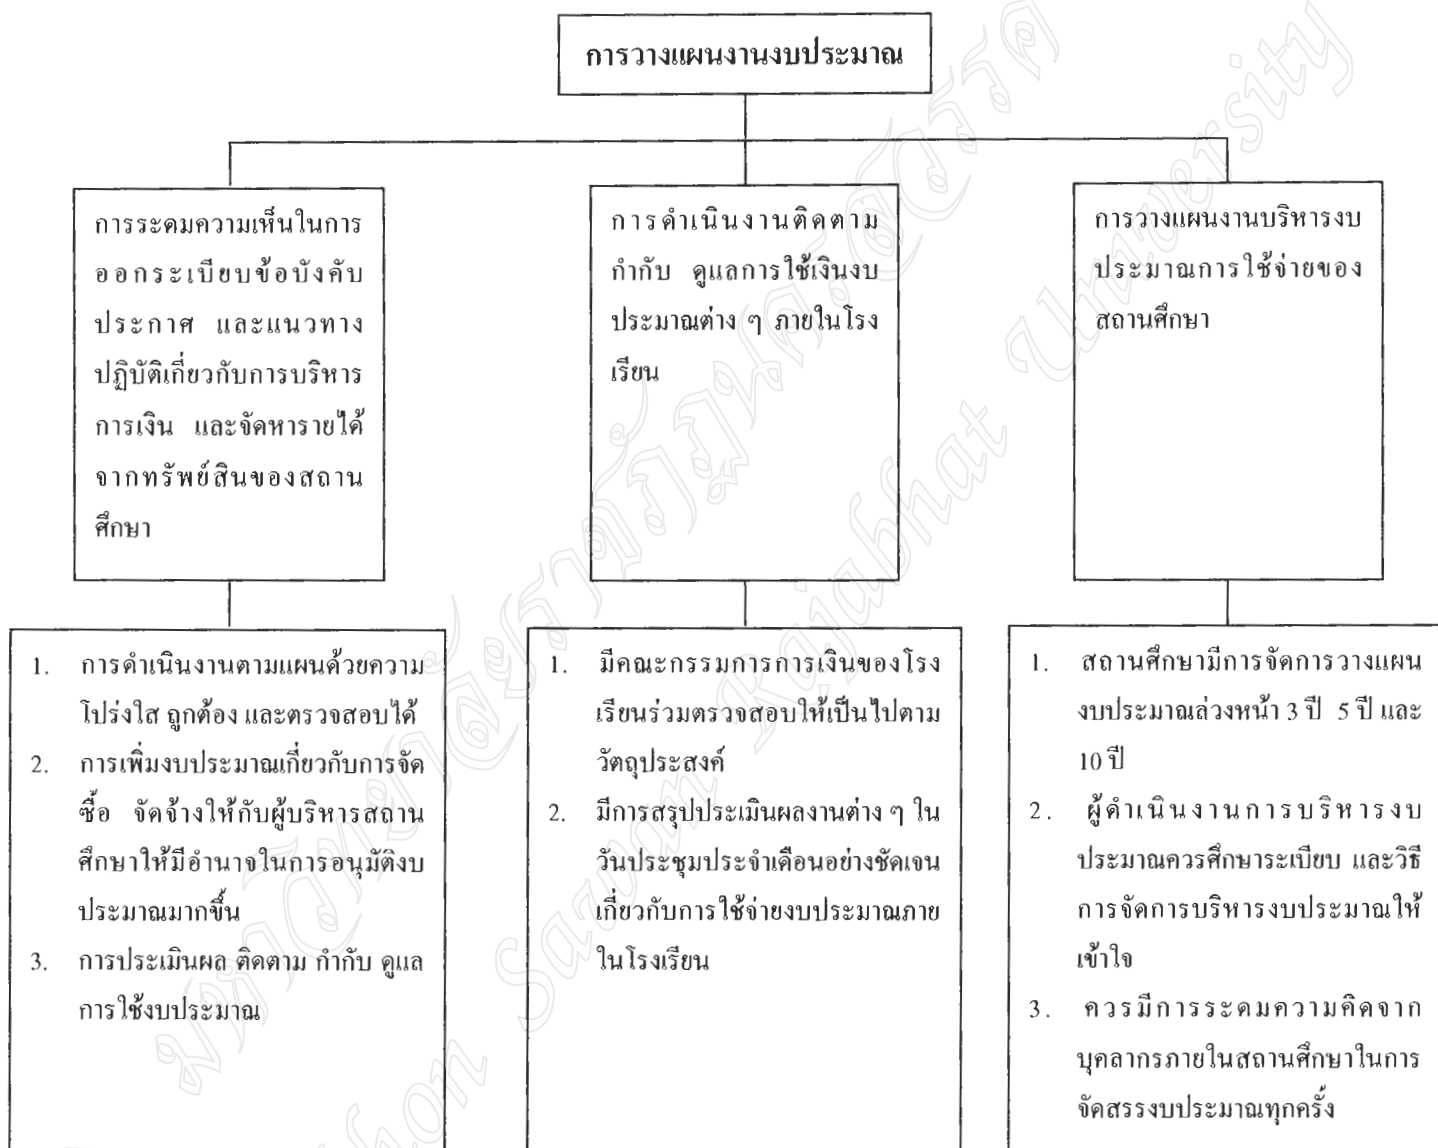 การวางแผนงานงบประมาณ
การระดมความเห็นในการ
ออกระเบียบข้อบังคับ
ประกาศ และแนวทาง
ปฏิบัติเกี่ยวกับการบริหาร
การเงิน และจัดหารายได้
จากทรัพย์สินของสถาน
ศึกษา
การดำเนินงานติดตาม
กำกับ ดูแลการใช้เงินงบ
ประมาณต่าง ๆ ภายในโรง
เรียน
การวางแผนงานบริหารงบ
ประมาณการใช้จ่ายของ
สถานศึกษา
1. การดำเนินงานตามแผนด้วยความ
โปร่งใส ถูกต้อง และตรวจสอบได้
2. การเพิ่มงบประมาณเกี่ยวกับการจัด
ซื้อ จัดจ้างให้กับผู้บริหารสถาน
ศึกษาให้มีอำนาจในการอนุมัติงบ
ประมาณมากขึ้น
3. การประเมินผล ติดตาม กำกับ ดูแล
การใช้งบประมาณ
1. มีคณะกรรมการการเงินของโรง
เรียนร่วมตรวจสอบให้เป็นไปตาม
วัตถุประสงค์
2. มีการสรุปประเมินผลงานต่าง ๆ ใน
วันประชุมประจำเดือนอย่างชัดเจน
เกี่ยวกับการใช้จ่ายงบประมาณภาย
ในโรงเรียน
1. สถานศึกษามีการจัดการวางแผน
งบประมาณล่วงหน้า 3 ปี 5 ปี และ
10 ปี
2. ผู้ดำเนินงานการบริหารงบ
ประมาณควรศึกษาระเบียบ และวิธี
การจัดการบริหารงบประมาณให้
เข้าใจ
3. ควรมีการระดมความคิดจาก
บุคลากรภายในสถานศึกษาในการ
จัดสรรงบประมาณทุกครั้ง
มหาวิทยาลัยราชภัฏนครสวรรค์
Nakhon Sawan Rajabhat University